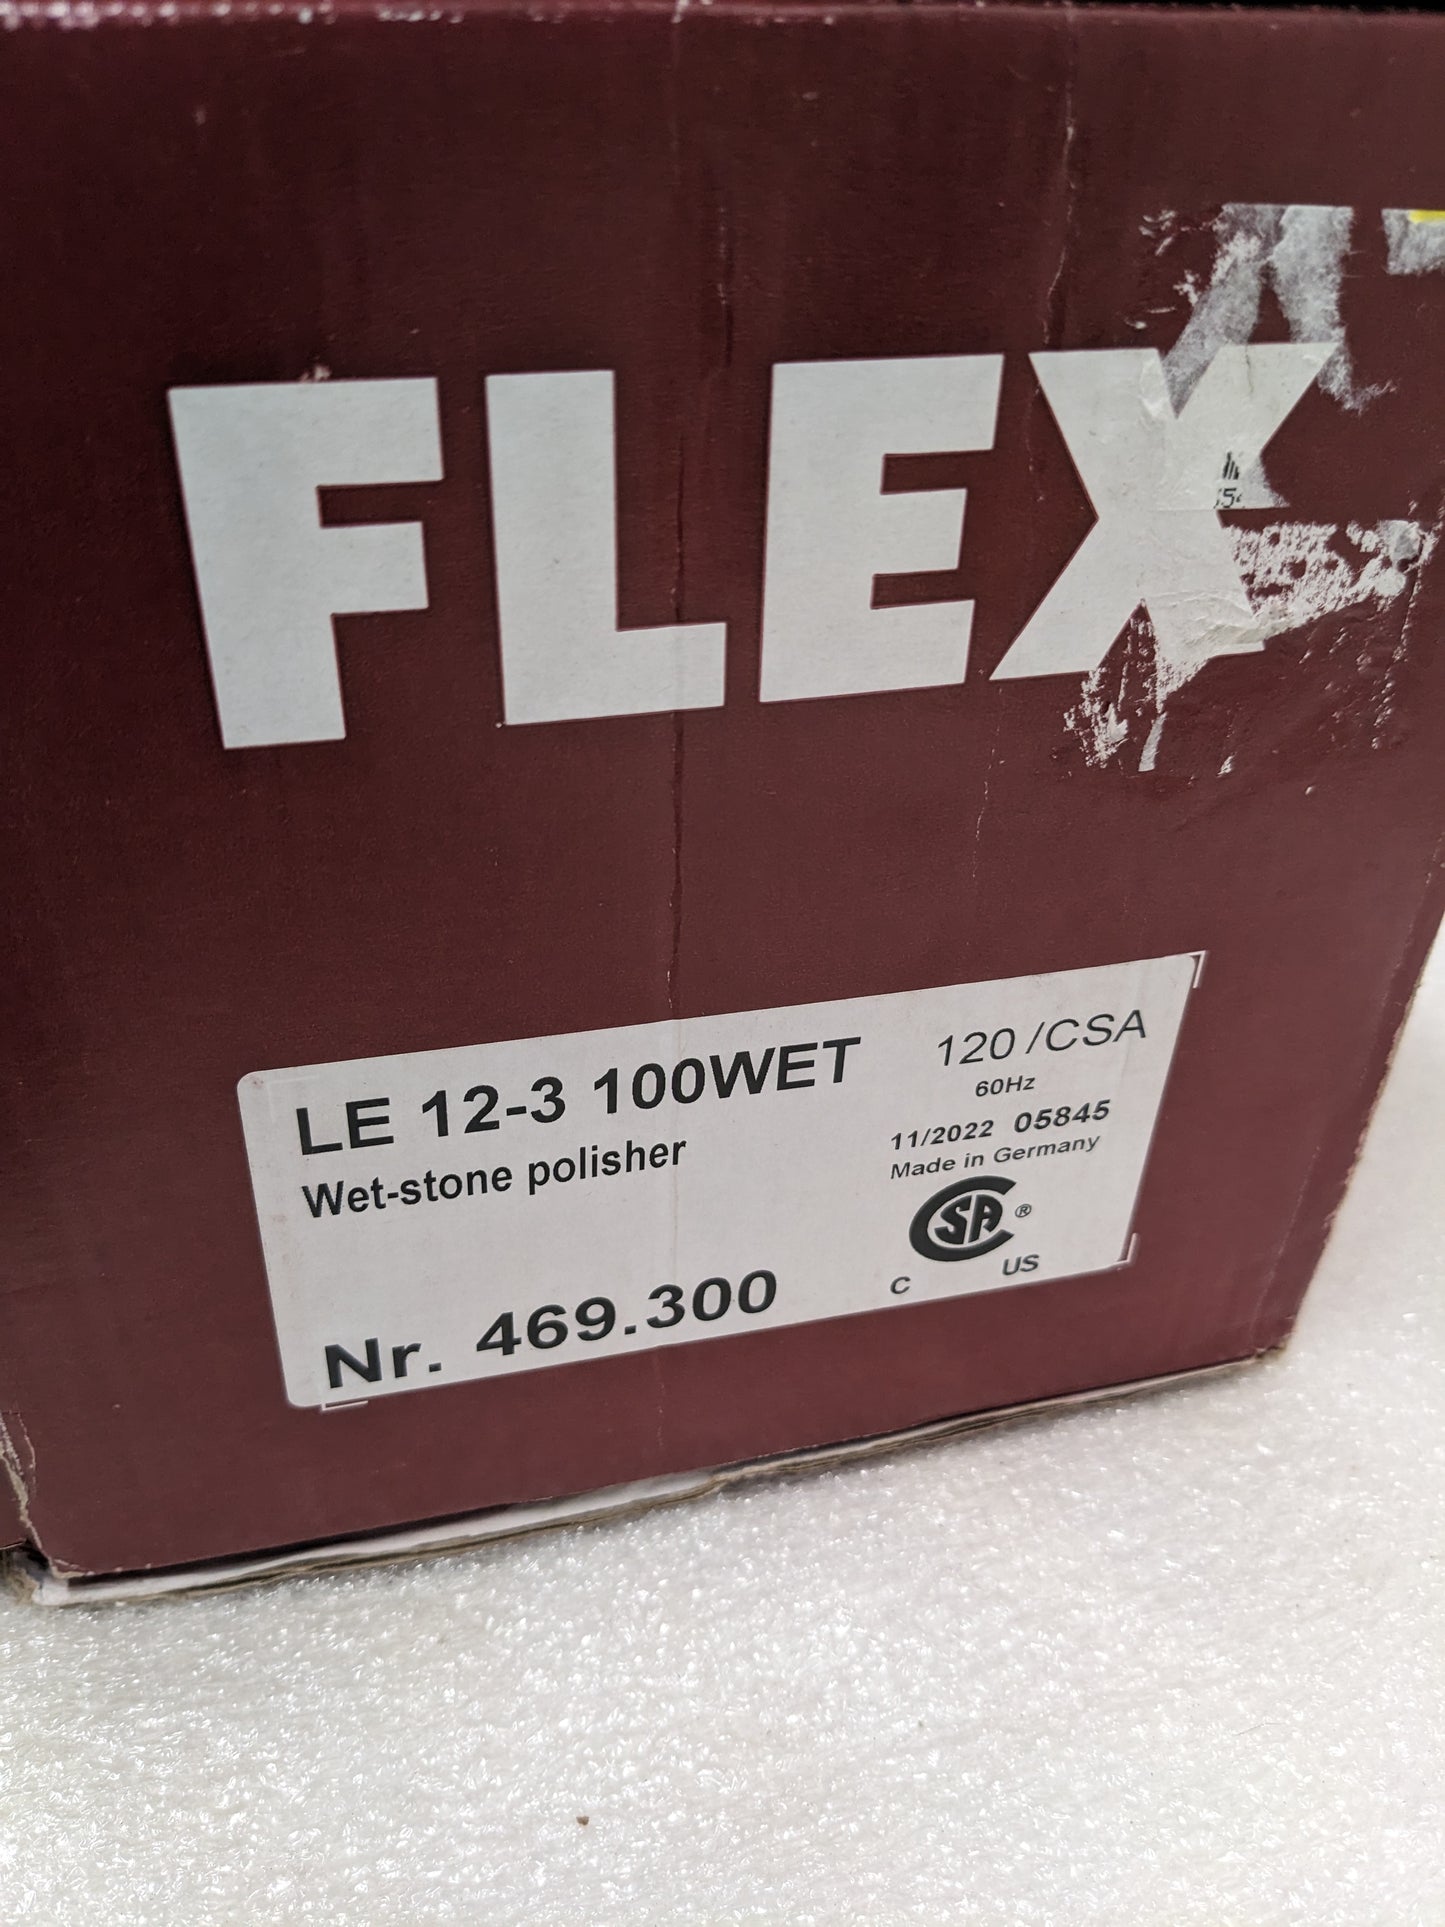 FLEX
LE 12-3 100WET
Wet-stone polisher
Nr. 469.300
120 /CSA
60Hz
11/2022 05845
Made in Germany
CSA ®
C US